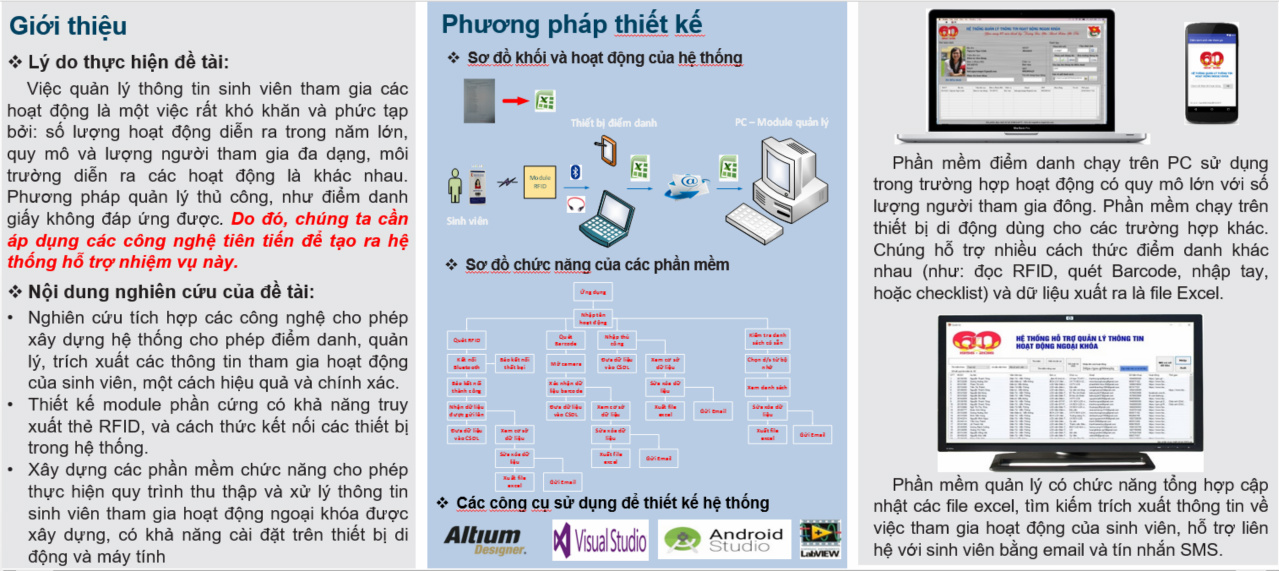 Giới thiệu
❖ Lý do thực hiện đề tài:
Việc quản lý thông tin sinh viên tham gia các
hoạt động là một việc rất khó khăn và phức tạp
bởi: số lượng hoạt động diễn ra trong năm lớn,
quy mô và lượng người tham gia đa dạng, môi
trường diễn ra các hoạt động là khác nhau.
Phương pháp quản lý thủ công, như điểm danh
giấy không đáp ứng được. Do đó, chúng ta cần
áp dụng các công nghệ tiên tiến để tạo ra hệ
thống hỗ trợ nhiệm vụ này.
❖ Nội dung nghiên cứu của đề tài:
• Nghiên cứu tích hợp các công nghệ cho phép
xây dựng hệ thống cho phép điểm danh, quản
lý, trích xuất các thông tin tham gia hoạt động
của sinh viên, một cách hiệu quả và chính xác.
• Thiết kế module phần cứng có khả năng truy
xuất thẻ RFID, và cách thức kết nối các thiết bị
trong hệ thống.
• Xây dựng các phần mềm chức năng cho phép
thực hiện quy trình thu thập và xử lý thông tin
sinh viên tham gia hoạt động ngoại khóa được
xây dựng, có khả năng cài đặt trên thiết bị di
động và máy tính
Phương pháp thiết kế
❖ Sơ đồ khối và hoạt động của hệ thống
Thiết bị điểm danh
PC – Module quản lý
Module
RFID
Sinh viên
❖ Sơ đồ chức năng của các phần mềm
Ứng dụng
Nhập tên
hoạt động
Quét RFID
Quét
Barcode
Nhập thủ
công
Kiểm tra danh
sách có sẵn
Kết nối
Bluetooth
Báo kết nối
thất bại
Mở camera
Đưa dữ liệu
vào CSDL
Xem cơ sở
dữ liệu
Chọn d/s từ bộ
nhớ
Báo kết nối
thành công
Xác nhận dữ
liệu barcode
Sửa xóa dữ
liệu
Xem danh sách
Nhận dữ liệu
được gửi lên
Đưa dữ liệu
vào CSDL
Xem cơ sở
dữ liệu
Xuất file
excel
Gửi Email
Sửa xóa dữ
liệu
Đưa dữ liệu
vào CSDL
Xem cơ sở
dữ liệu
Sửa xóa dữ
liệu
Xuất file
excel
Gửi Email
Sửa xóa dữ
liệu
Xuất file
excel
Gửi Email
Xuất file
excel
Gửi Email
❖ Các công cụ sử dụng để thiết kế hệ thống
Altium
Designer.
Visual Studio
Android
Studio
LabVIEW
HỆ THỐNG QUẢN LÝ THÔNG TIN HOẠT ĐỘNG NGOẠI KHÓA
60
60
Phần mềm điểm danh chạy trên PC sử dụng
trong trường hợp hoạt động có quy mô lớn với số
lượng người tham gia đông. Phần mềm chạy trên
thiết bị di động dùng cho các trường hợp khác.
Chúng hỗ trợ nhiều cách thức điểm danh khác
nhau (như: đọc RFID, quét Barcode, nhập tay,
hoặc checklist) và dữ liệu xuất ra là file Excel.
60
HỆ THỐNG HỖ TRỢ QUẢN LÝ THÔNG TIN
HOẠT ĐỘNG NGOẠI KHÓA
Phần mềm quản lý có chức năng tổng hợp cập
nhật các file excel, tìm kiếm trích xuất thông tin về
việc tham gia hoạt động của sinh viên, hỗ trợ liên
hệ với sinh viên bằng email và tín nhắn SMS.